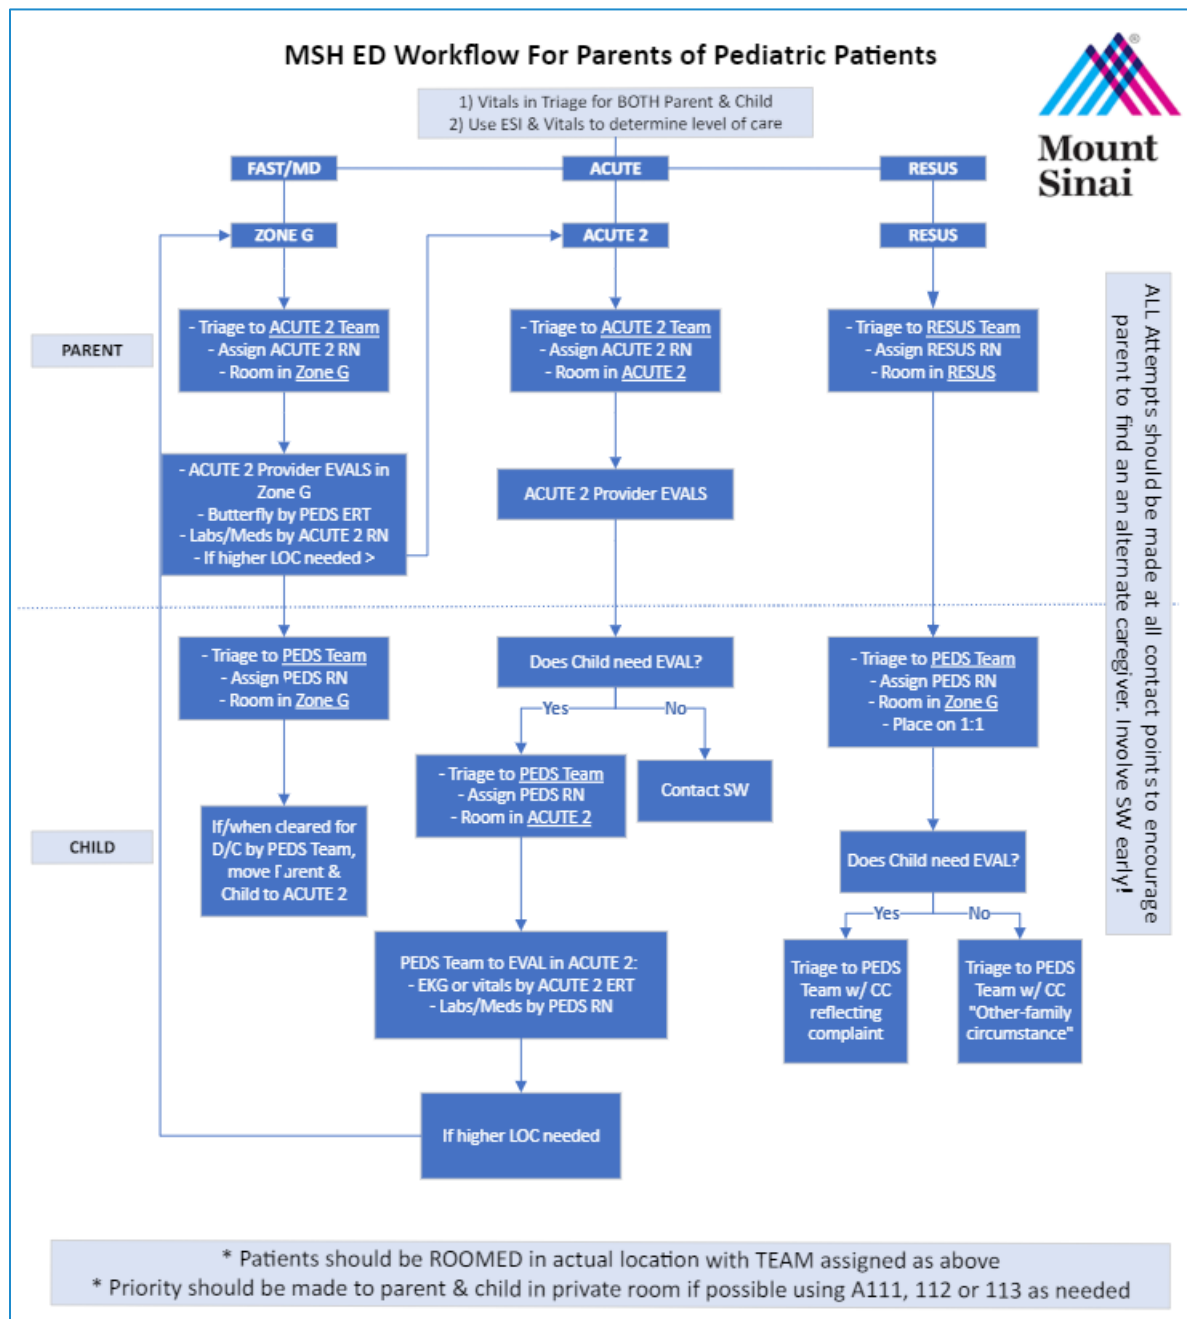 MSH ED Workflow For Parents of Pediatric Patients
®
Mount
Sinai
1) Vitals in Triage for BOTH Parent & Child
2) Use ESI & Vitals to determine level of care
FAST/MD
ACUTE
RESUS
ZONE G
ACUTE 2
RESUS
PARENT
- Triage to ACUTE 2 Team
- Assign ACUTE 2 RN
- Room in Zone G
- Triage to ACUTE 2 Team
- Assign ACUTE 2 RN
- Room in ACUTE 2
- Triage to RESUS Team
- Assign RESUS RN
- Room in RESUS
- ACUTE 2 Provider EVALS in
Zone G
- Butterfly by PEDS ERT
- Labs/Meds by ACUTE 2 RN
- If higher LOC needed >
ACUTE 2 Provider EVALS
ALL Attempts should be made at all contact points to encourage
parent to find an an alternate caregiver. Involve SW early!
CHILD
- Triage to PEDS Team
- Assign PEDS RN
- Room in Zone G
If/when cleared for
D/C by PEDS Team,
move Parent &
Child to ACUTE 2
Does Child need EVAL?
Yes
No
- Triage to PEDS Team
- Assign PEDS RN
- Room in ACUTE 2
Contact SW
PEDS Team to EVAL in ACUTE 2:
- EKG or vitals by ACUTE 2 ERT
- Labs/Meds by PEDS RN
If higher LOC needed
- Triage to PEDS Team
- Assign PEDS RN
- Room in Zone G
- Place on 1:1
Does Child need EVAL?
Yes
No
Triage to PEDS
Team w/ CC
reflecting
complaint
Triage to PEDS
Team w/ CC
"Other-family
circumstance"
* Patients should be ROOMED in actual location with TEAM assigned as above
* Priority should be made to parent & child in private room if possible using A111, 112 or 113 as needed